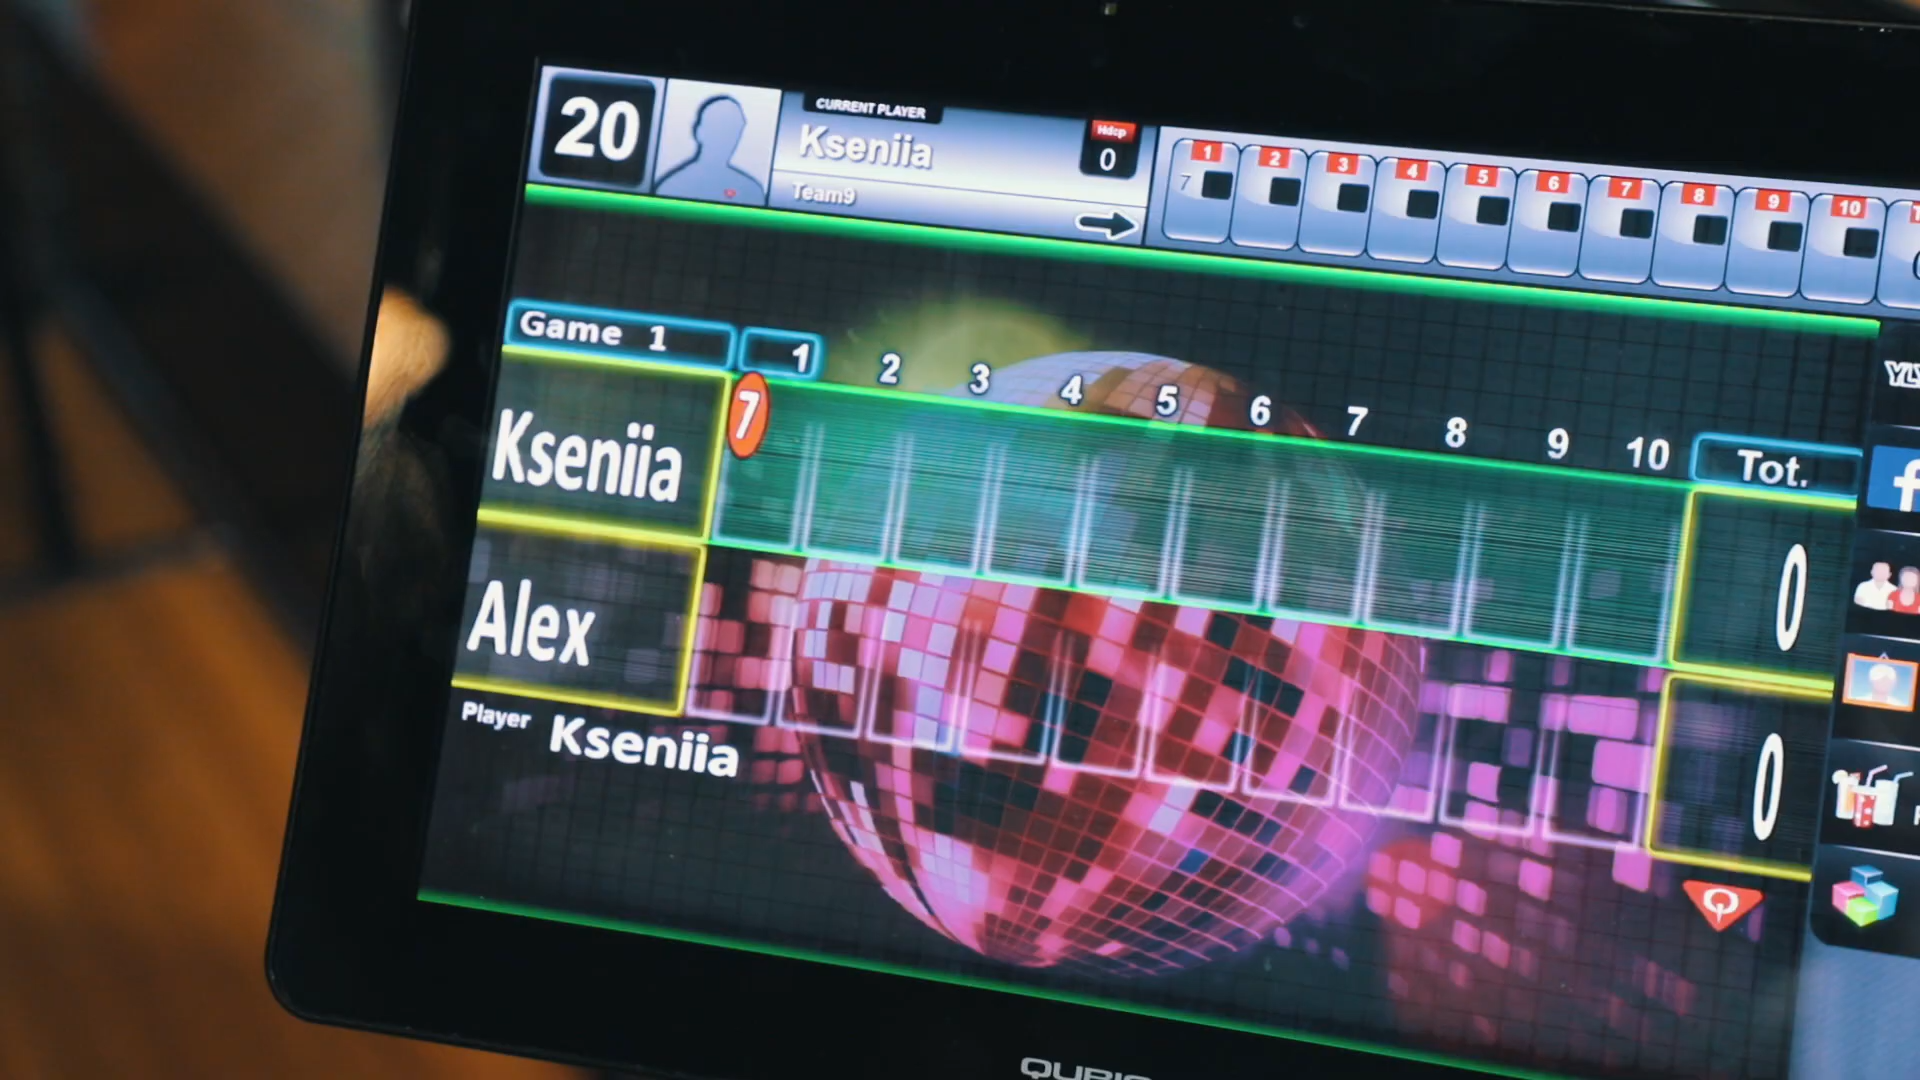 20
CURRENT PLAYER
Kseniia
Hdcp
0
Team9
1 2 3 4 5 6 7 8 9 10
7
Game 1
1 2 3 4 5 6 7 8 9 10 Tot.
Kseniia 7 0
Alex 0
Player Kseniia
Q
f